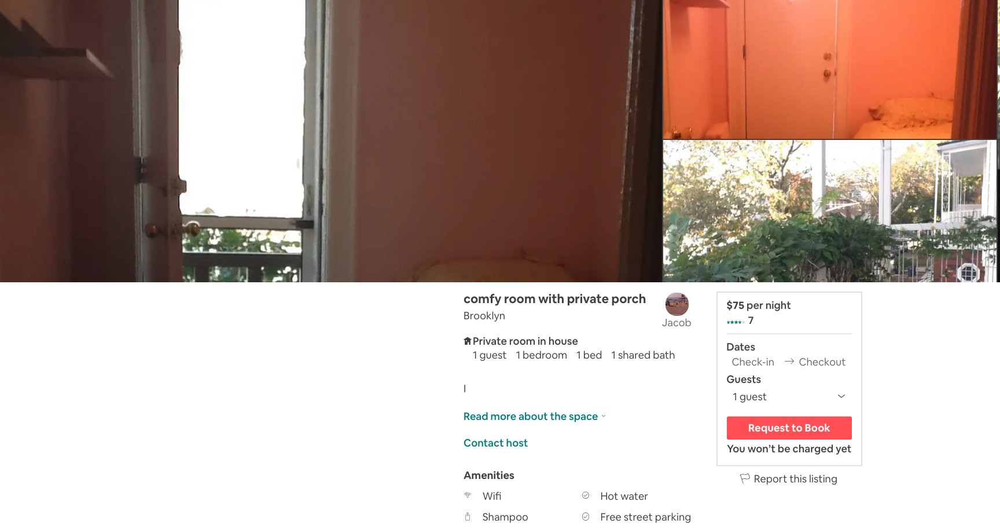 comfy room with private porch
Brooklyn
Jacob
Private room in house
1 guest 1 bedroom 1 bed 1 shared bath
I
Read more about the space
Contact host
Amenities
Wifi Hot water
Shampoo Free street parking
$75 per night
7
Dates
Check-in → Checkout
Guests
1 guest
Request to Book
You won’t be charged yet
Report this listing